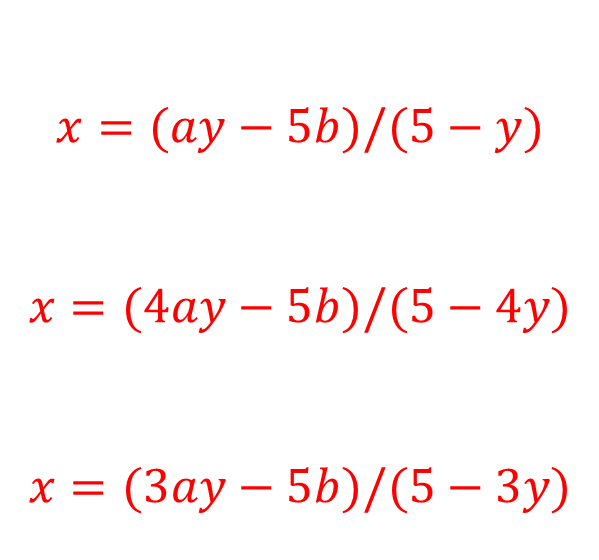 x = (ay − 5b)/(5 − y)
x = (4ay − 5b)/(5 − 4y)
x = (3ay − 5b)/(5 − 3y)